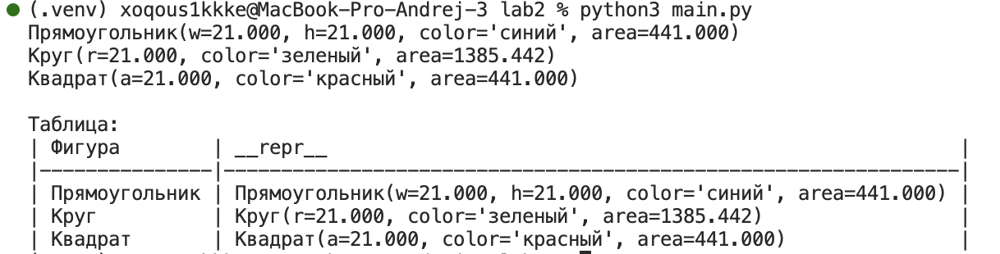 (.venv) xoqous1kkke@MacBook-Pro-Andrej-3 lab2 % python3 main.py
Прямоугольник(w=21.000, h=21.000, color='синий', area=441.000)
Круг(r=21.000, color='зеленый', area=1385.442)
Квадрат(a=21.000, color='красный', area=441.000)
Таблица:
| Фигура        | __repr__                                                       |
|---------------|----------------------------------------------------------------|
| Прямоугольник | Прямоугольник(w=21.000, h=21.000, color='синий', area=441.000) |
| Круг          | Круг(r=21.000, color='зеленый', area=1385.442)                 |
| Квадрат       | Квадрат(a=21.000, color='красный', area=441.000)               |